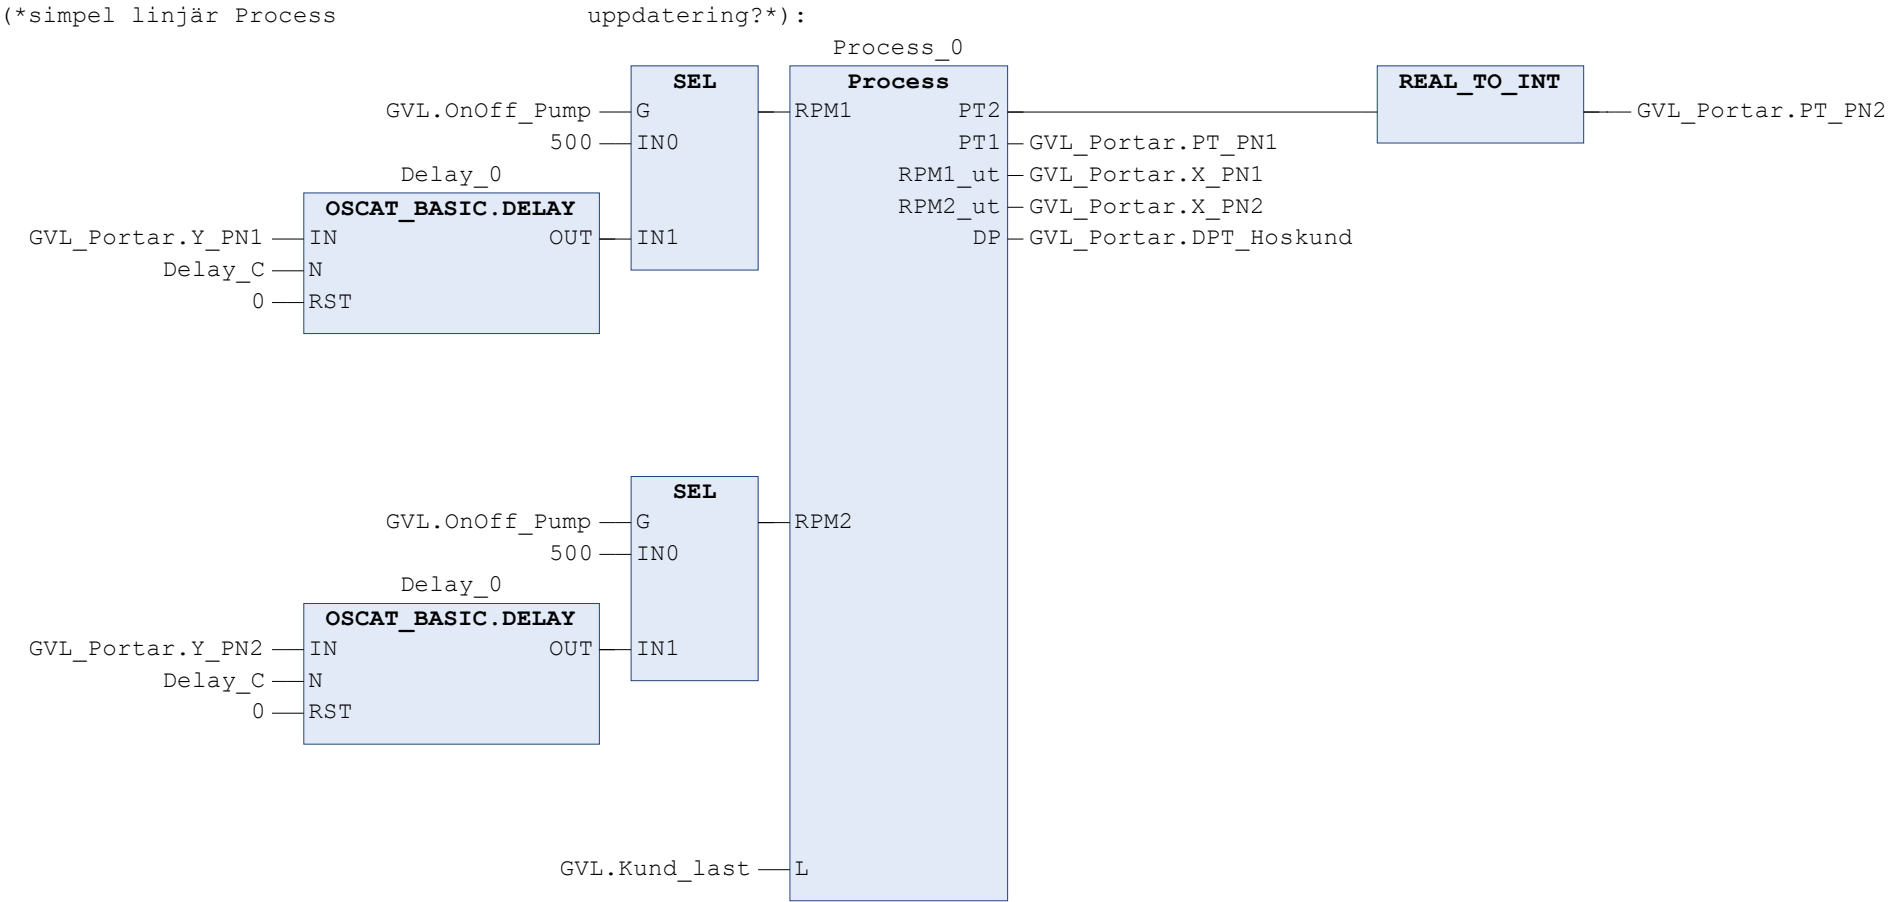 (*simpel linjär Process uppdatering?*):
Process_0
SEL
Process
REAL_TO_INT
GVL.OnOff_Pump G RPM1 PT2 GVL_Portar.PT_PN2
500 IN0 PT1 GVL_Portar.PT_PN1
Delay_0 RPM1_ut GVL_Portar.X_PN1
OSCAT_BASIC.DELAY RPM2_ut GVL_Portar.X_PN2
GVL_Portar.Y_PN1 IN OUT IN1 DP GVL_Portar.DPT_Hoskund
Delay_C N
0 RST
SEL
GVL.OnOff_Pump G RPM2
500 IN0
Delay_0
OSCAT_BASIC.DELAY
GVL_Portar.Y_PN2 IN OUT IN1
Delay_C N
0 RST
GVL.Kund_last L